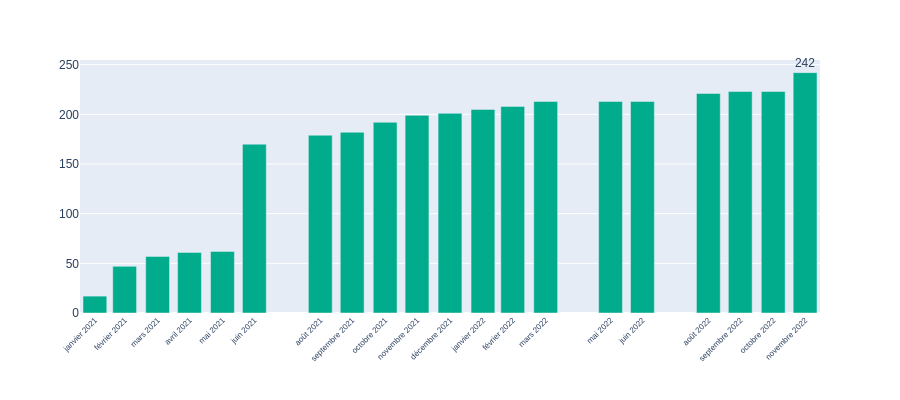 242
250
200
150
100
50
0
janvier 2021
février 2021
mars 2021
avril 2021
mai 2021
juin 2021
août 2021
septembre 2021
octobre 2021
novembre 2021
décembre 2021
janvier 2022
février 2022
mars 2022
mai 2022
juin 2022
août 2022
septembre 2022
octobre 2022
novembre 2022